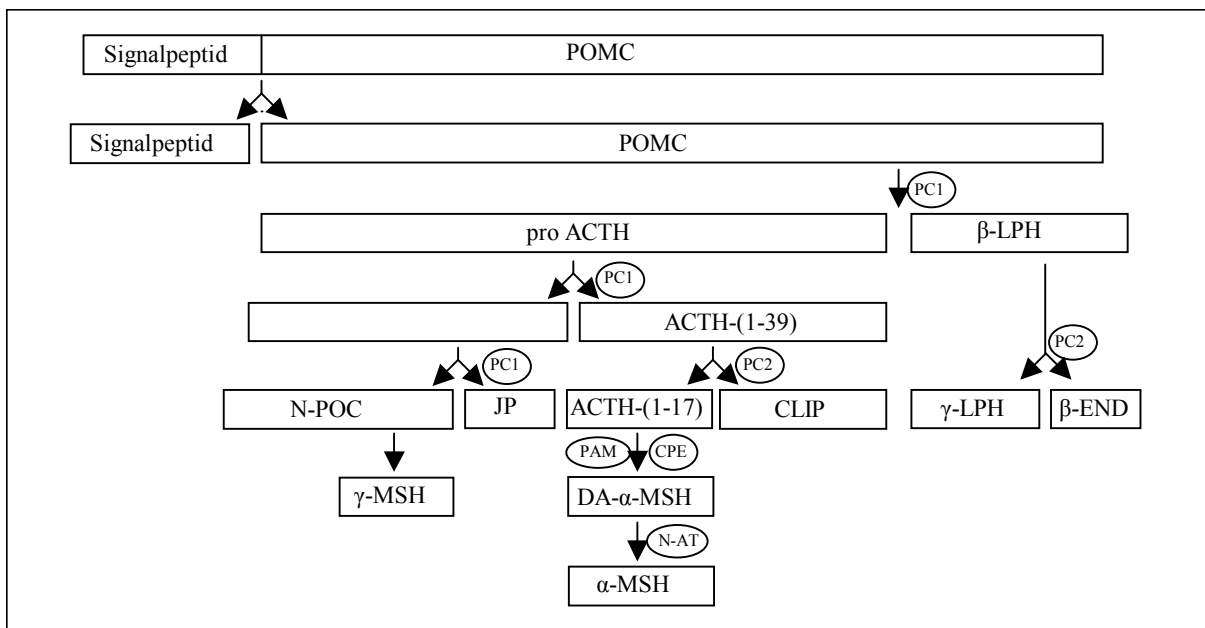 Signalpeptid POMC
Signalpeptid POMC
PC1
pro ACTH β-LPH
PC1
ACTH-(1-39)
PC1 PC2 PC2
N-POC JP ACTH-(1-17) CLIP γ-LPH β-END
PAM CPE
γ-MSH DA-α-MSH
N-AT
α-MSH